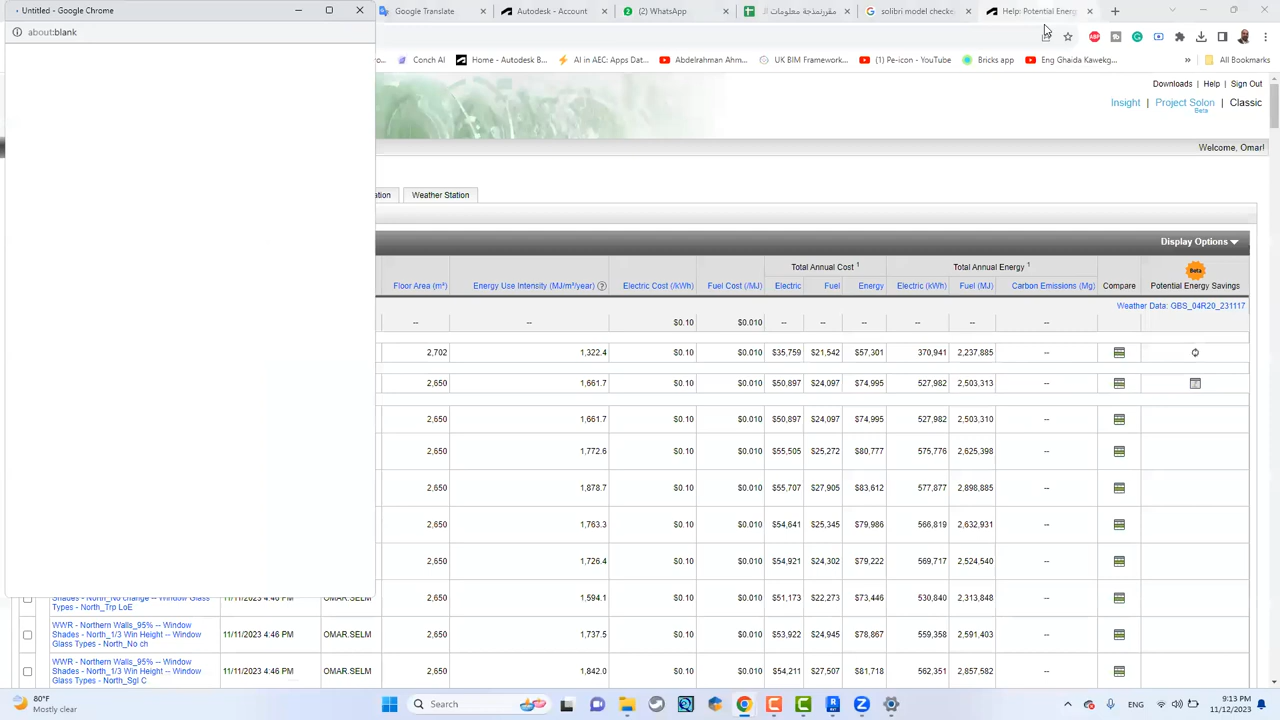 Untitled - Google Chrome
Google Translate
Autodesk - Account
(2) WhatsApp
مقررنمذجة معلومات ال
solibri model checks
Help: Potential Energ
about:blank
Conch AI
Home - Autodesk B...
AI in AEC: Apps Dat...
Abdelrahman Ahm...
UK BIM Framework...
(1) Pe-icon - YouTube
Bricks app
Eng Ghaida Kawekg...
»
All Bookmarks
Downloads | Help | Sign Out
Insight | Project Solon | Classic
Beta
Welcome, Omar!
ation
Weather Station
Display Options
Total Annual Cost 1
Total Annual Energy 1
Beta
Floor Area (m²)
Energy Use Intensity (MJ/m²/year) ?
Electric Cost (/kWh)
Fuel Cost (/MJ)
Electric
Fuel
Energy
Electric (kWh)
Fuel (MJ)
Carbon Emissions (Mg)
Compare
Potential Energy Savings
Weather Data: GBS_04R20_231117
-- -- $0.10 $0.010 -- -- -- -- -- --
2,702 1,322.4 $0.10 $0.010 $35,759 $21,542 $57,301 370,941 2,237,885 --
2,650 1,661.7 $0.10 $0.010 $50,897 $24,097 $74,995 527,982 2,503,313 --
2,650 1,661.7 $0.10 $0.010 $50,897 $24,097 $74,995 527,982 2,503,310 --
2,650 1,772.6 $0.10 $0.010 $55,505 $25,272 $80,777 575,776 2,625,398 --
2,650 1,878.7 $0.10 $0.010 $55,707 $27,905 $83,612 577,877 2,898,885 --
2,650 1,763.3 $0.10 $0.010 $54,641 $25,345 $79,986 566,819 2,632,931 --
2,650 1,726.4 $0.10 $0.010 $54,921 $24,302 $79,222 569,717 2,524,540 --
Shades - North_No change -- Window Glass
Types - North_Trp LoE
11/11/2023 4:46 PM OMAR.SELM 2,650 1,594.1 $0.10 $0.010 $51,173 $22,273 $73,446 530,840 2,313,848 --
WWR - Northern Walls_95% -- Window
Shades - North_1/3 Win Height -- Window
Glass Types - North_No ch
11/11/2023 4:46 PM OMAR.SELM 2,650 1,737.5 $0.10 $0.010 $53,922 $24,945 $78,867 559,358 2,591,403 --
WWR - Northern Walls_95% -- Window
Shades - North_1/3 Win Height -- Window
Glass Types - North_Sgl C
11/11/2023 4:46 PM OMAR.SELM 2,650 1,842.0 $0.10 $0.010 $54,210 $27,507 $81,718 562,351 2,857,582 --
80°F
Mostly clear
Search
ENG
9:13 PM
11/12/2023